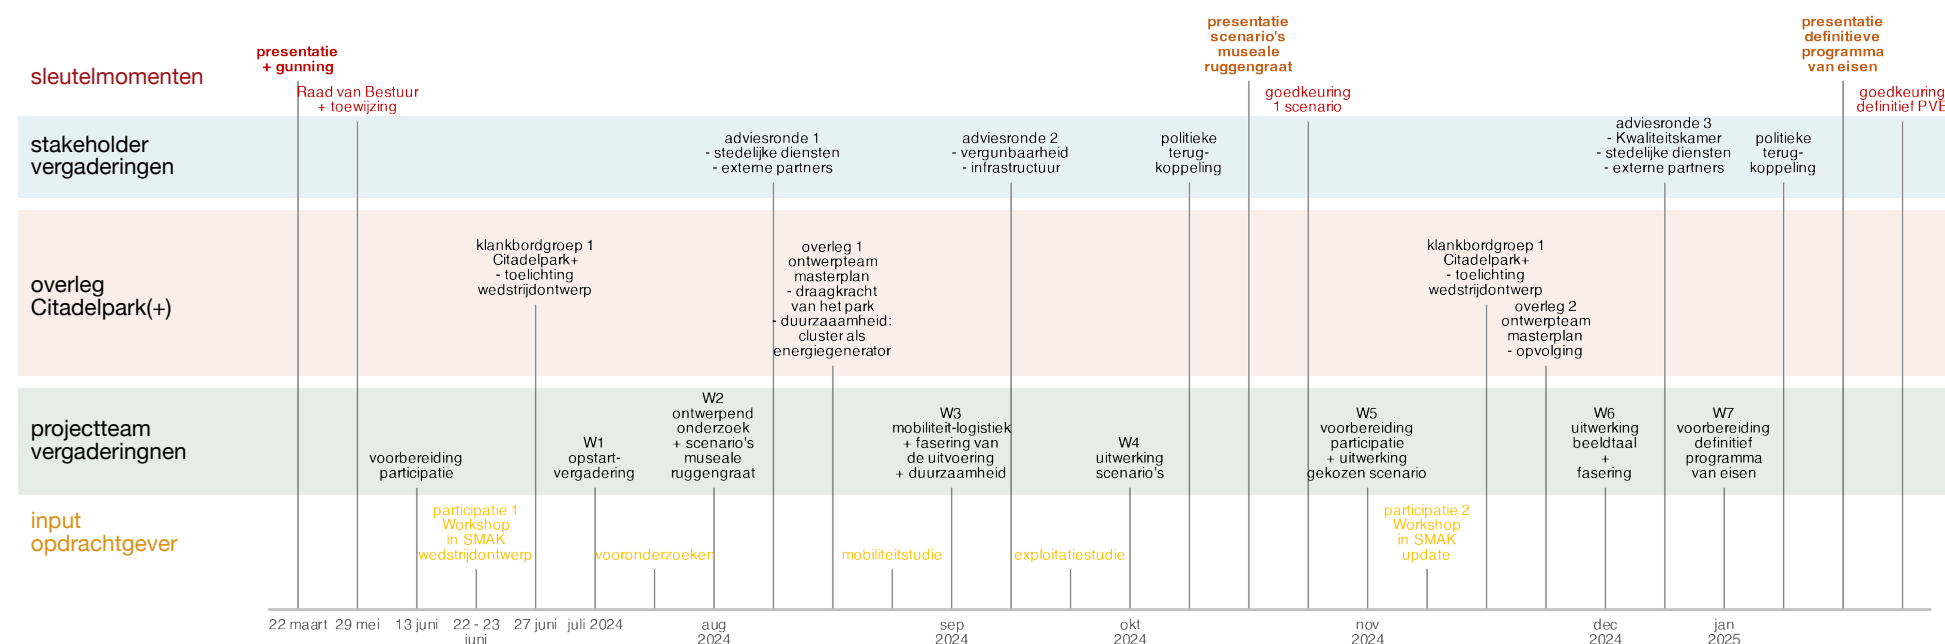 sleutelmomenten
presentatie
+ gunning
Raad van Bestuur
+ toewijzing
presentatie
scenario's
museale
ruggengraat
goedkeuring
1 scenario
presentatie
definitieve
programma
van eisen
goedkeuring
definitief PVE
stakeholder
vergaderingen
adviesronde 1
- stedelijke diensten
- externe partners
adviesronde 2
- vergunbaarheid
- infrastructuur
politieke
terug-
koppeling
adviesronde 3
- Kwaliteitskamer
- stedelijke diensten
- externe partners
politieke
terug-
koppeling
overleg
Citadelpark(+)
klankbordgroep 1
Citadelpark+
- toelichting
wedstrijdontwerp
overleg 1
ontwerpteam
masterplan
- draagkracht
van het park
- duurzaaamheid:
cluster als
energiegenerator
klankbordgroep 1
Citadelpark+
- toelichting
wedstrijdontwerp
overleg 2
ontwerpteam
masterplan
- opvolging
projectteam
vergaderingnen
voorbereiding
participatie
W1
opstart-
vergadering
W2
ontwerpend
onderzoek
+ scenario's
museale
ruggengraat
W3
mobiliteit-logistiek
+ fasering van
de uitvoering
+ duurzaamheid
W4
uitwerking
scenario's
W5
voorbereiding
participatie
+ uitwerking
gekozen scenario
W6
uitwerking
beeldtaal
+
fasering
W7
voorbereiding
definitief
programma
van eisen
input
opdrachtgever
participatie 1
Workshop
in SMAK
wedstrijdontwerp
vooronderzoeken
mobiliteitstudie
exploitatiestudie
participatie 2
Workshop
in SMAK
update
22 maart
29 mei
13 juni
22 - 23
juni
27 juni
juli 2024
aug
2024
sep
2024
okt
2024
nov
2024
dec
2024
jan
2025